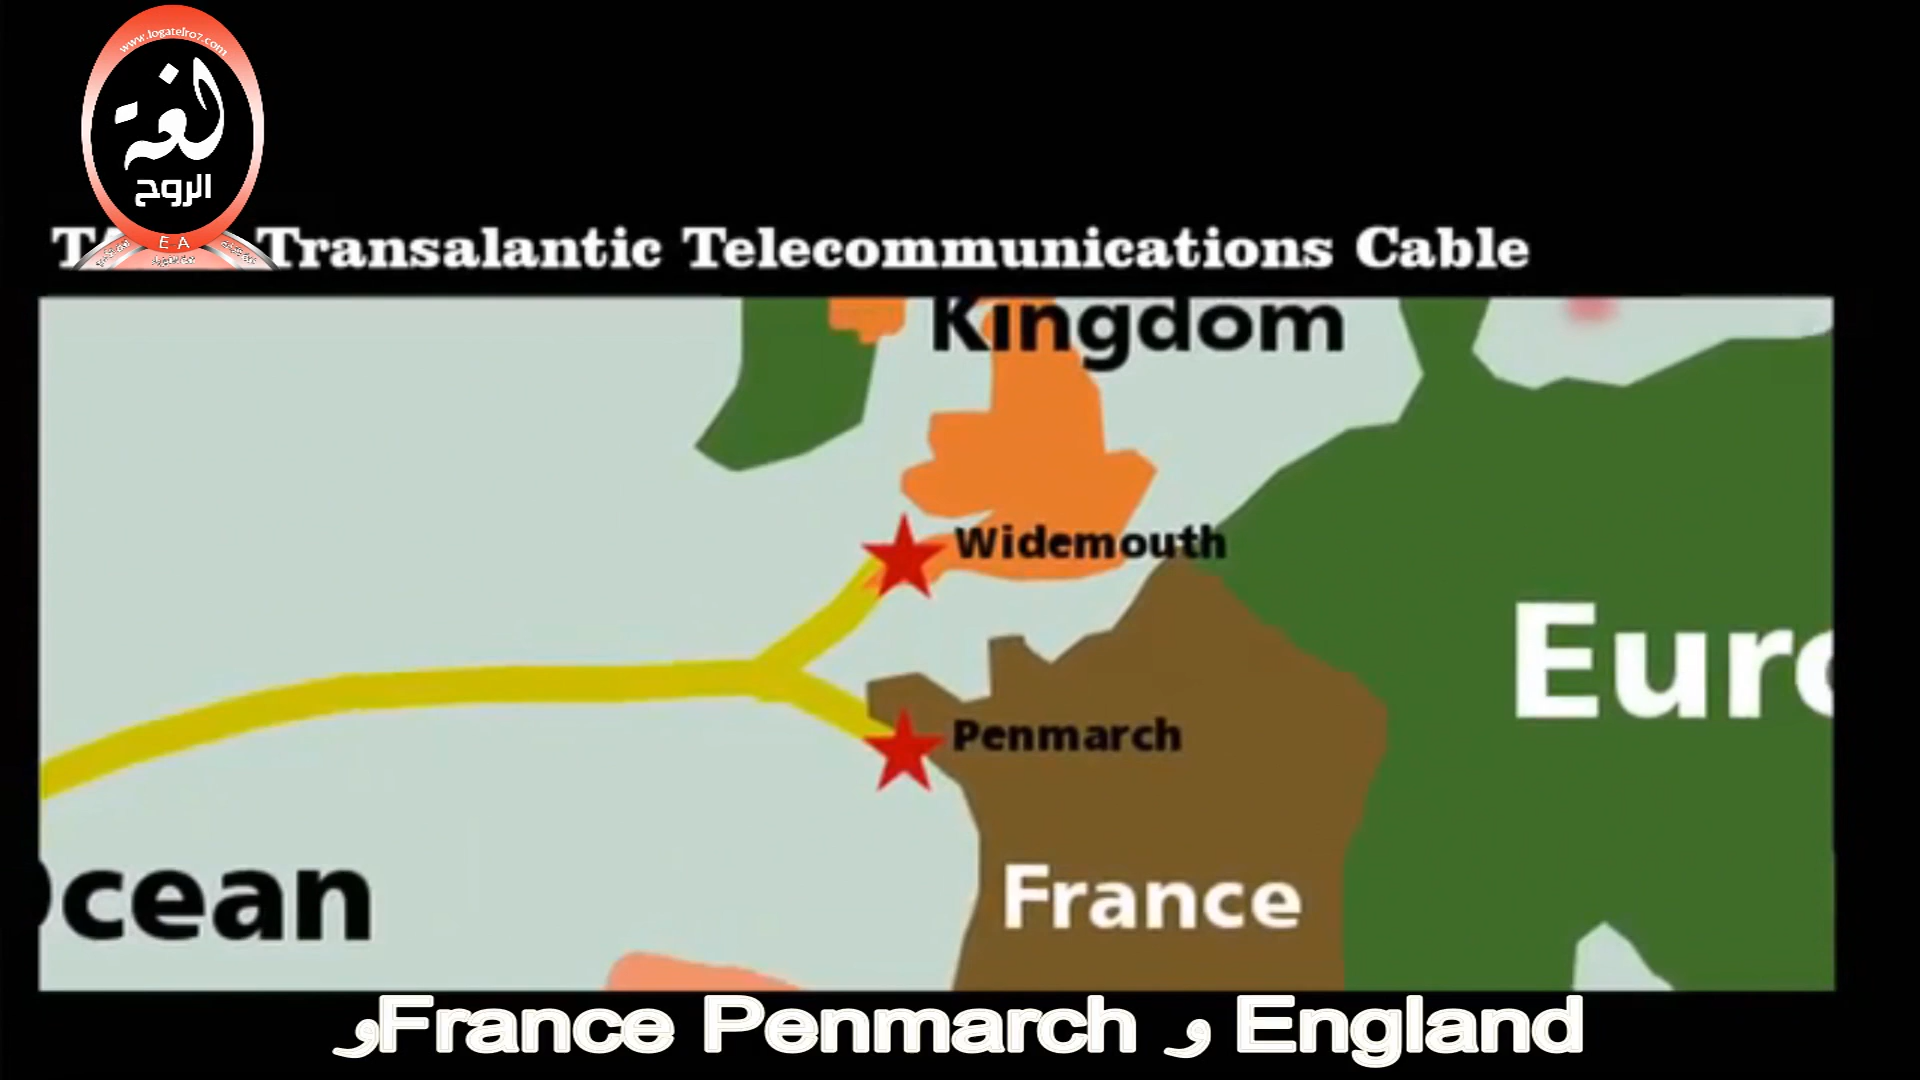 www.logatelro7.com
لغة
الروح
E A
Transalantic Telecommunications Cable
Kingdom
Widemouth
Euro
Penmarch
France
Ocean
وFrance Penmarch و England